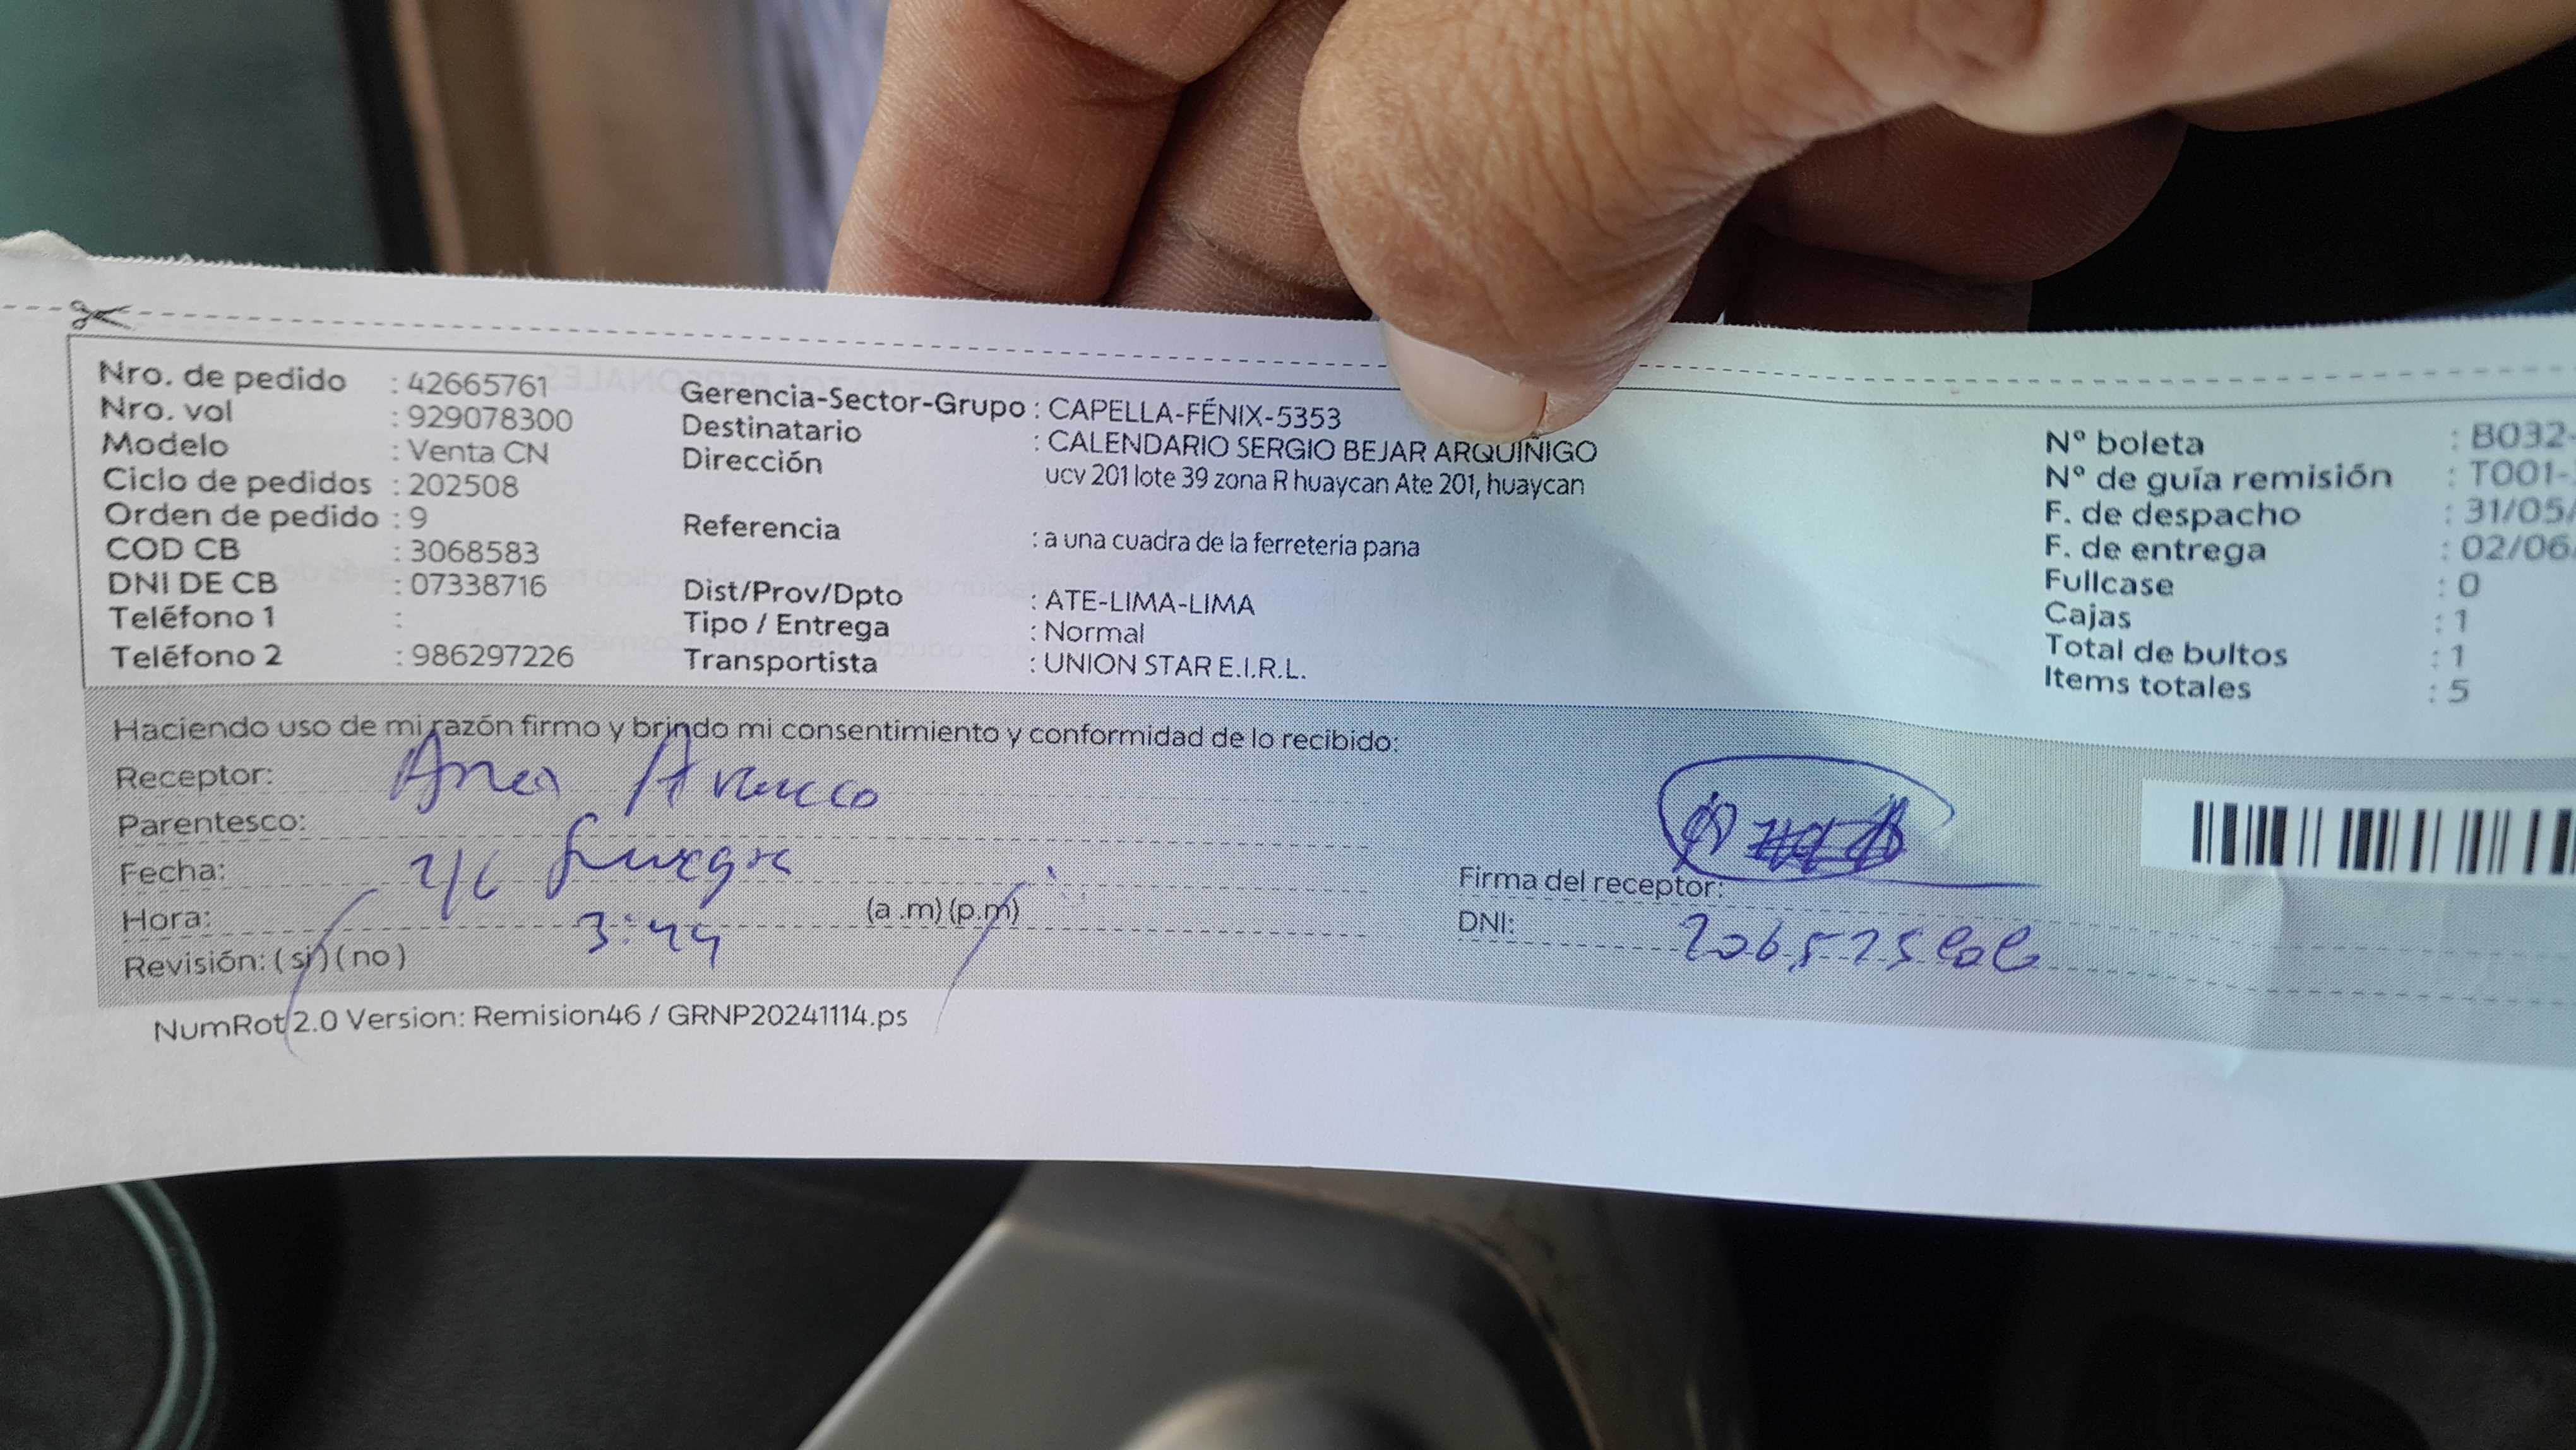 Nro. de pedido : 42665761
Nro. vol : 929078300
Modelo : Venta CN
Ciclo de pedidos : 202508
Orden de pedido : 9
COD CB : 3068583
DNI DE CB : 07338716
Teléfono 1 :
Teléfono 2 : 986297226
Gerencia-Sector-Grupo : CAPELLA-FÉNIX-5353
Destinatario : CALENDARIO SERGIO BEJAR ARQUIÑIGO
Dirección ucv 201 lote 39 zona R huaycan Ate 201, huaycan
Referencia : a una cuadra de la ferreteria pana
Dist/Prov/Dpto : ATE-LIMA-LIMA
Tipo / Entrega : Normal
Transportista : UNION STAR E.I.R.L.
N° boleta : B032-
N° de guía remisión : T001-
F. de despacho : 31/05/
F. de entrega : 02/06
Fullcase : 0
Cajas : 1
Total de bultos : 1
Items totales : 5
Haciendo uso de mi razón firmo y brindo mi consentimiento y conformidad de lo recibido:
Receptor:
Parentesco: Suegra
Fecha: 2/6
Hora: 3:44 (a .m) (p.m)
Revisión: ( si ) ( no )
Firma del receptor:
DNI:
NumRot 2.0 Version: Remision46 / GRNP20241114.ps